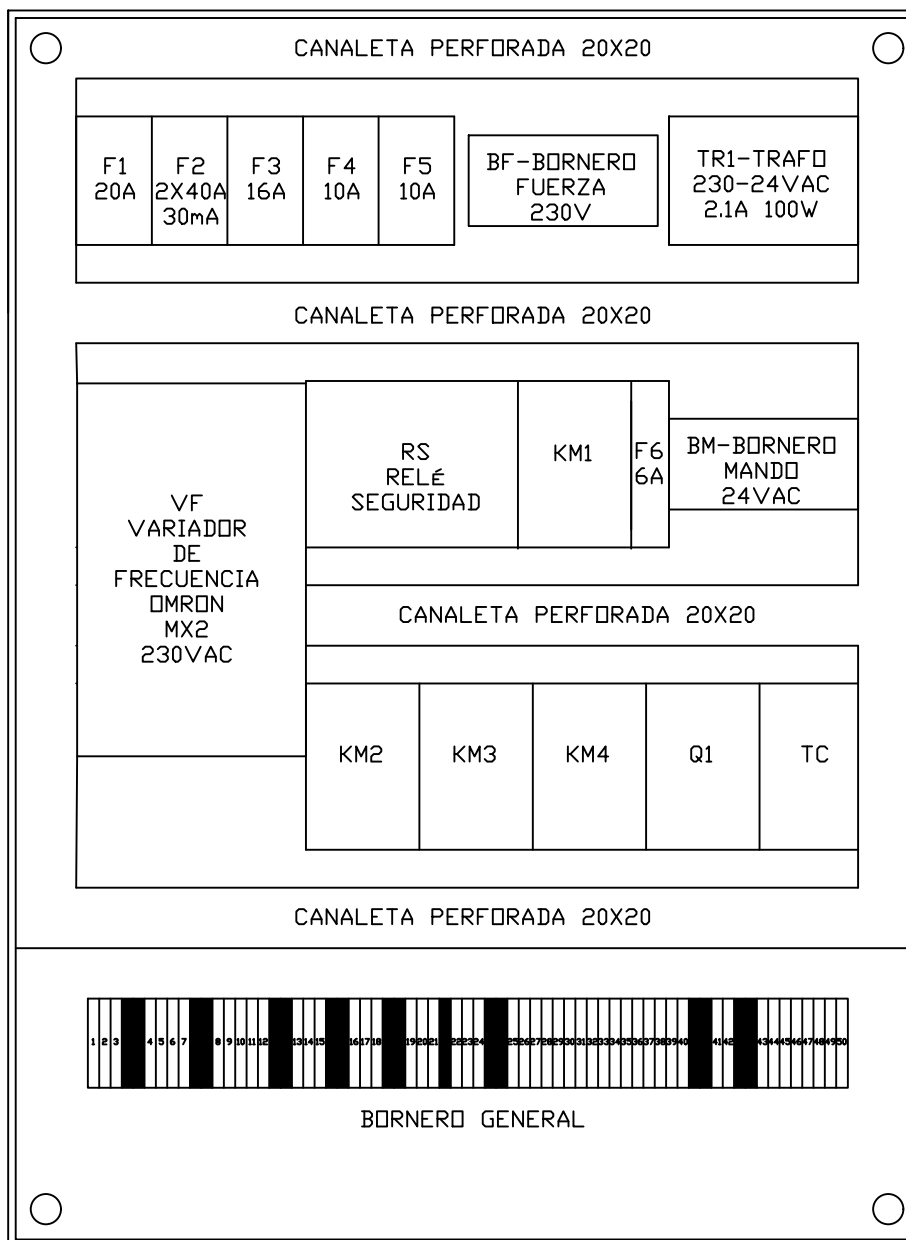 CANALETA PERFORADA 20X20
F1
20A
F2
2X40A
30mA
F3
16A
F4
10A
F5
10A
BF-BORNERO
FUERZA
230V
TR1-TRAFO
230-24VAC
2.1A 100W
CANALETA PERFORADA 20X20
VF
VARIADOR
DE
FRECUENCIA
OMRON
MX2
230VAC
RS
RELé
SEGURIDAD
KM1
F6
6A
BM-BORNERO
MANDO
24VAC
CANALETA PERFORADA 20X20
KM2
KM3
KM4
Q1
TC
CANALETA PERFORADA 20X20
1 2 3 4 5 6 7 8 9 10 11 12 13 14 15 16 17 18 19 20 21 22 23 24 25 26 27 28 29 30 31 32 33 34 35 36 37 38 39 40 41 42 43 44 45 46 47 48 49 50
BORNERO GENERAL